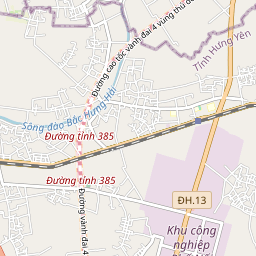 Đường cao tốc vành đai 4 vùng thủ đô
Tỉnh Hưng Yên
Sông đào Bắc Hưng Hải
Đường tỉnh 385
Đường tỉnh 385
ĐH.13
Đường vành đai 4
Khu công
nghiệp